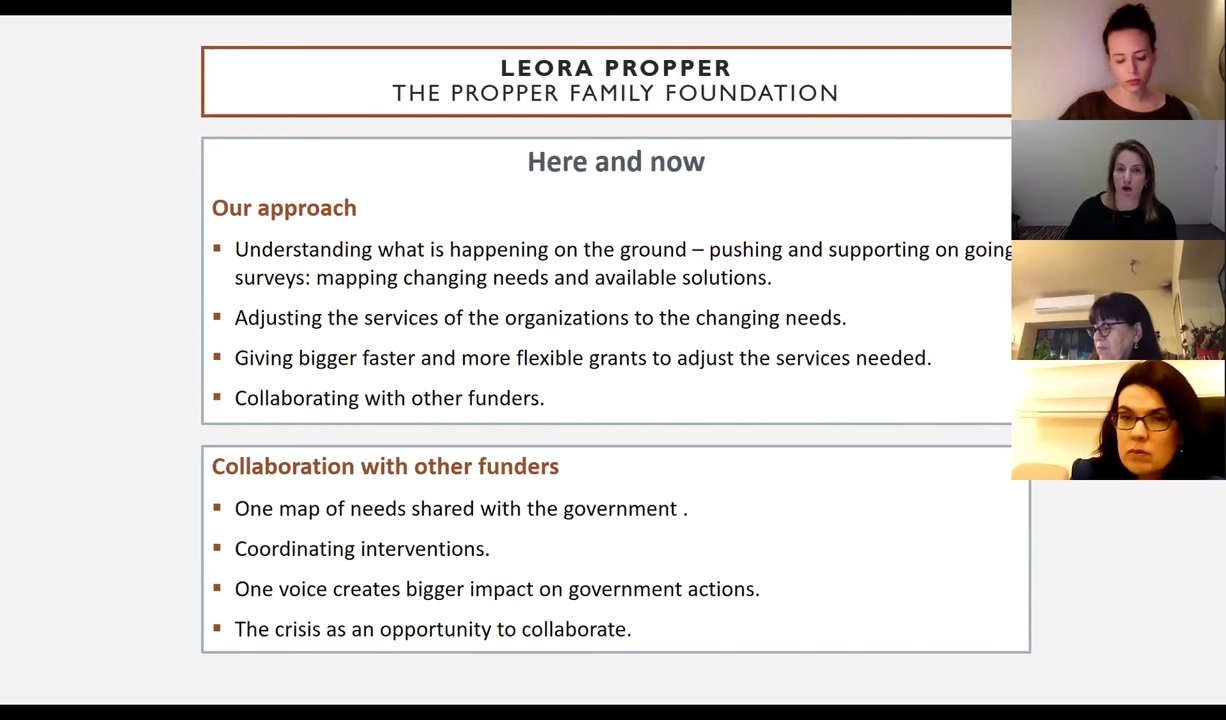 LEORA PROPPER
THE PROPPER FAMILY FOUNDATION
Here and now
Our approach
▪ Understanding what is happening on the ground – pushing and supporting on going
surveys: mapping changing needs and available solutions.
▪ Adjusting the services of the organizations to the changing needs.
▪ Giving bigger faster and more flexible grants to adjust the services needed.
▪ Collaborating with other funders.
Collaboration with other funders
▪ One map of needs shared with the government .
▪ Coordinating interventions.
▪ One voice creates bigger impact on government actions.
▪ The crisis as an opportunity to collaborate.